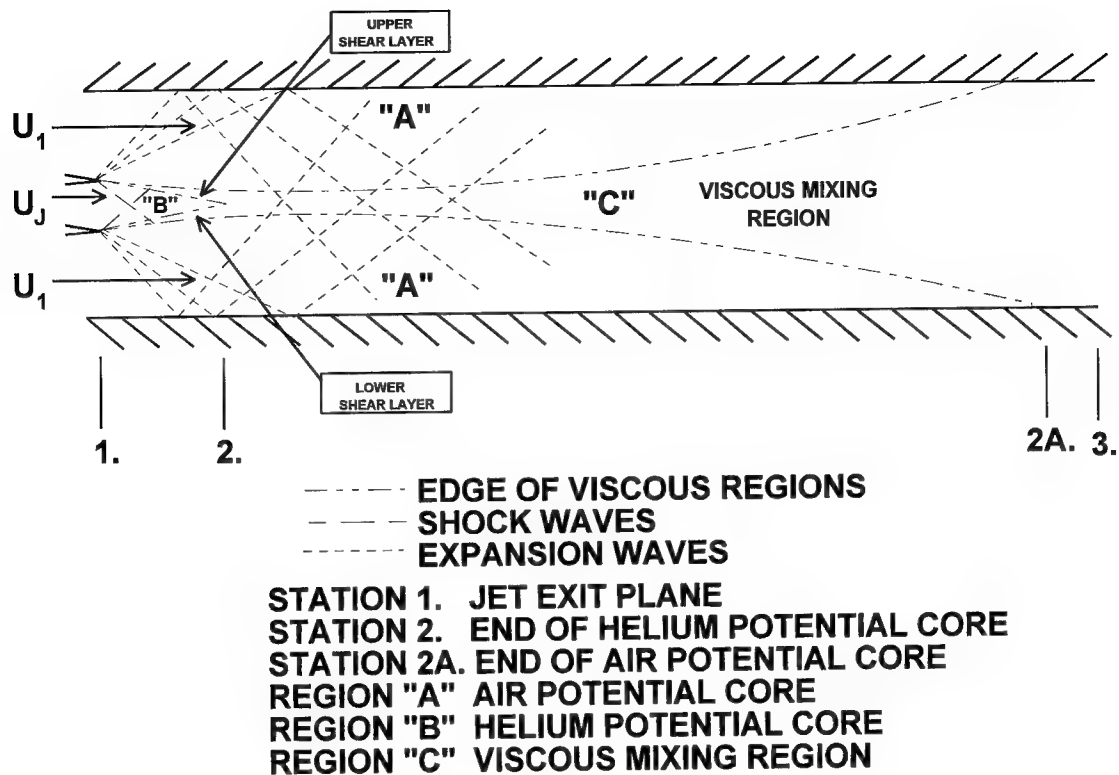 UPPER
SHEAR LAYER
"A"
U1
UJ
"B"
"C"
VISCOUS MIXING
REGION
U1
"A"
LOWER
SHEAR LAYER
1.
2.
2A.
3.
EDGE OF VISCOUS REGIONS
SHOCK WAVES
EXPANSION WAVES
STATION 1. JET EXIT PLANE
STATION 2. END OF HELIUM POTENTIAL CORE
STATION 2A. END OF AIR POTENTIAL CORE
REGION "A" AIR POTENTIAL CORE
REGION "B" HELIUM POTENTIAL CORE
REGION "C" VISCOUS MIXING REGION